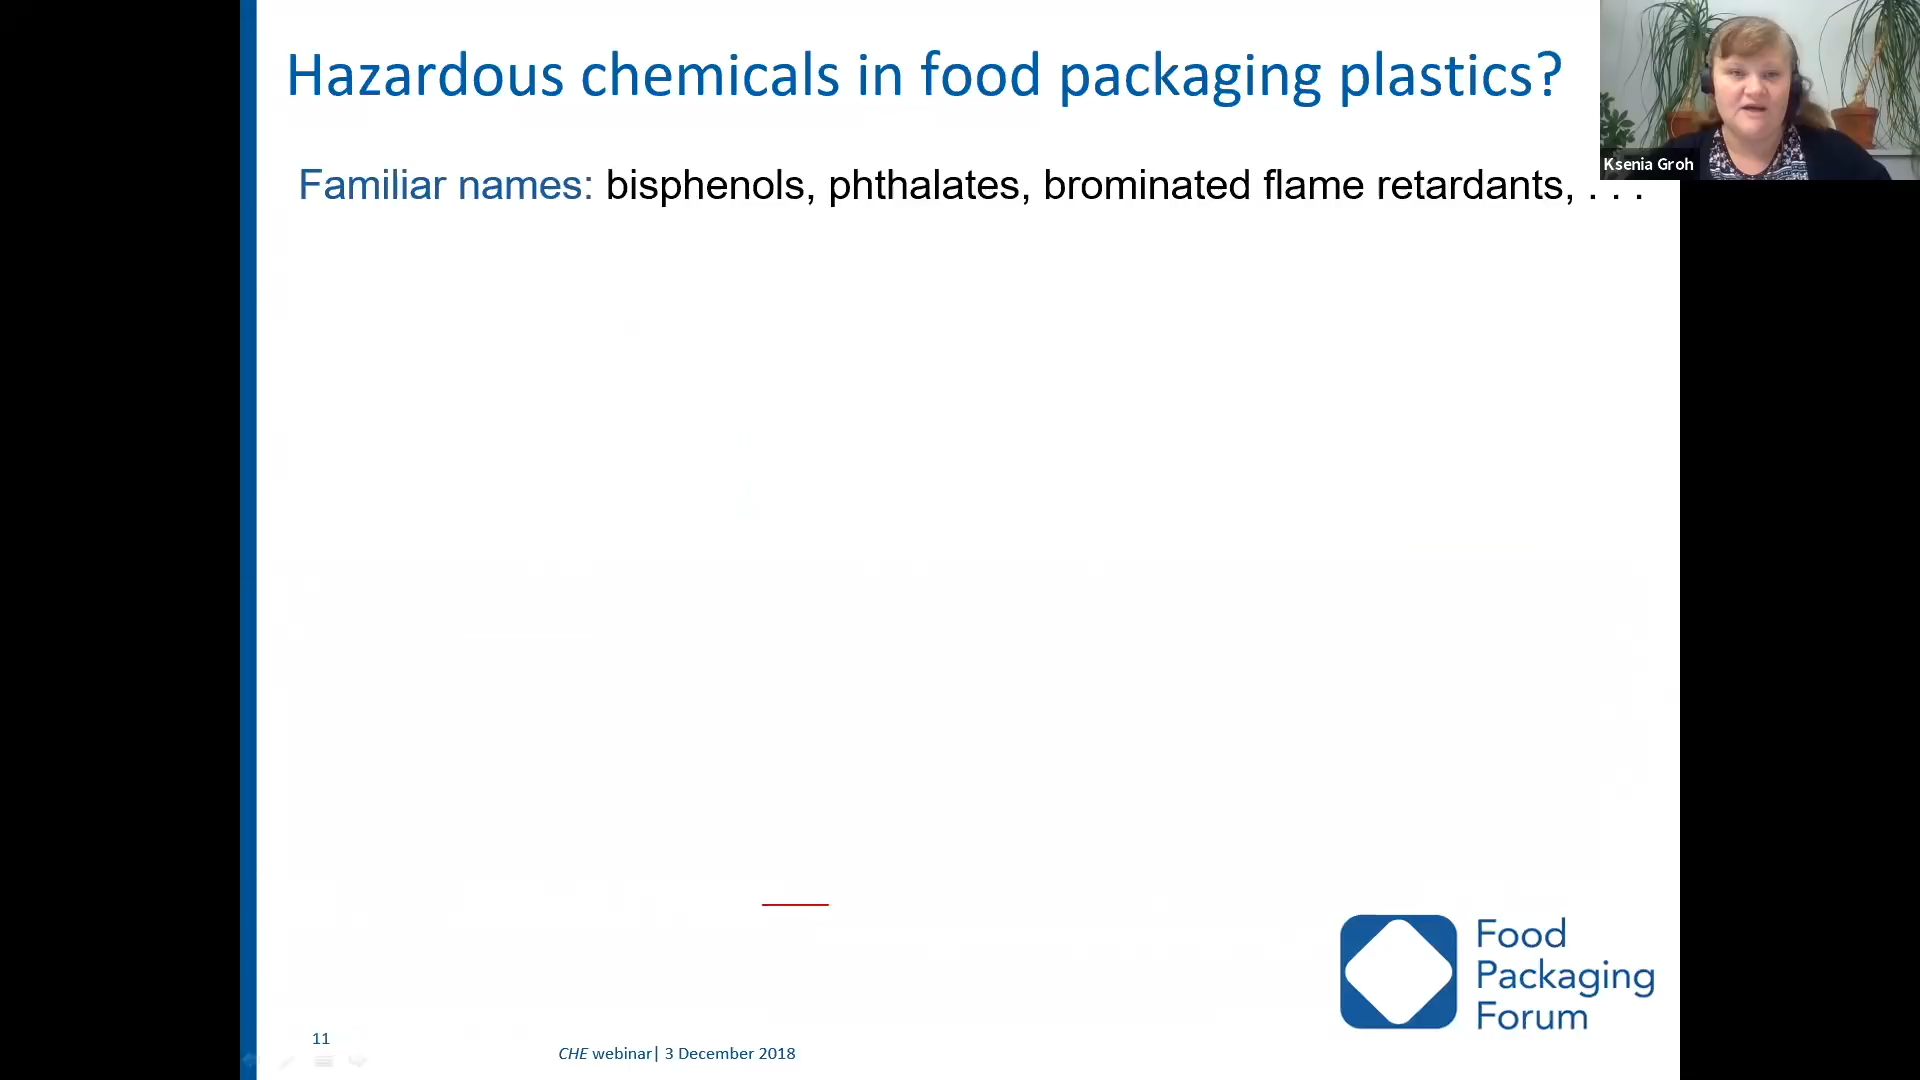 Hazardous chemicals in food packaging plastics?
Ksenia Groh
Familiar names: bisphenols, phthalates, brominated flame retardants, . . .
Food
Packaging
Forum
11
CHE webinar| 3 December 2018